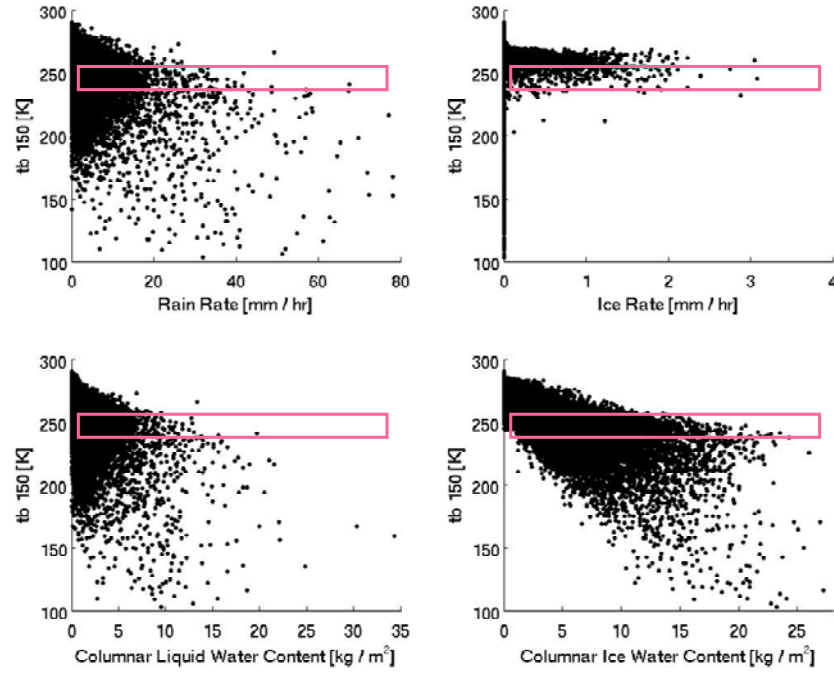 300
250
200
150
100
tb 150 [K]
0 20 40 60 80
Rain Rate [mm / hr]
300
250
200
150
100
tb 150 [K]
0 1 2 3 4
Ice Rate [mm / hr]
300
250
200
150
100
tb 150 [K]
0 5 10 15 20 25 30 35
Columnar Liquid Water Content [kg / m²]
300
250
200
150
100
tb 150 [K]
0 5 10 15 20 25
Columnar Ice Water Content [kg / m²]